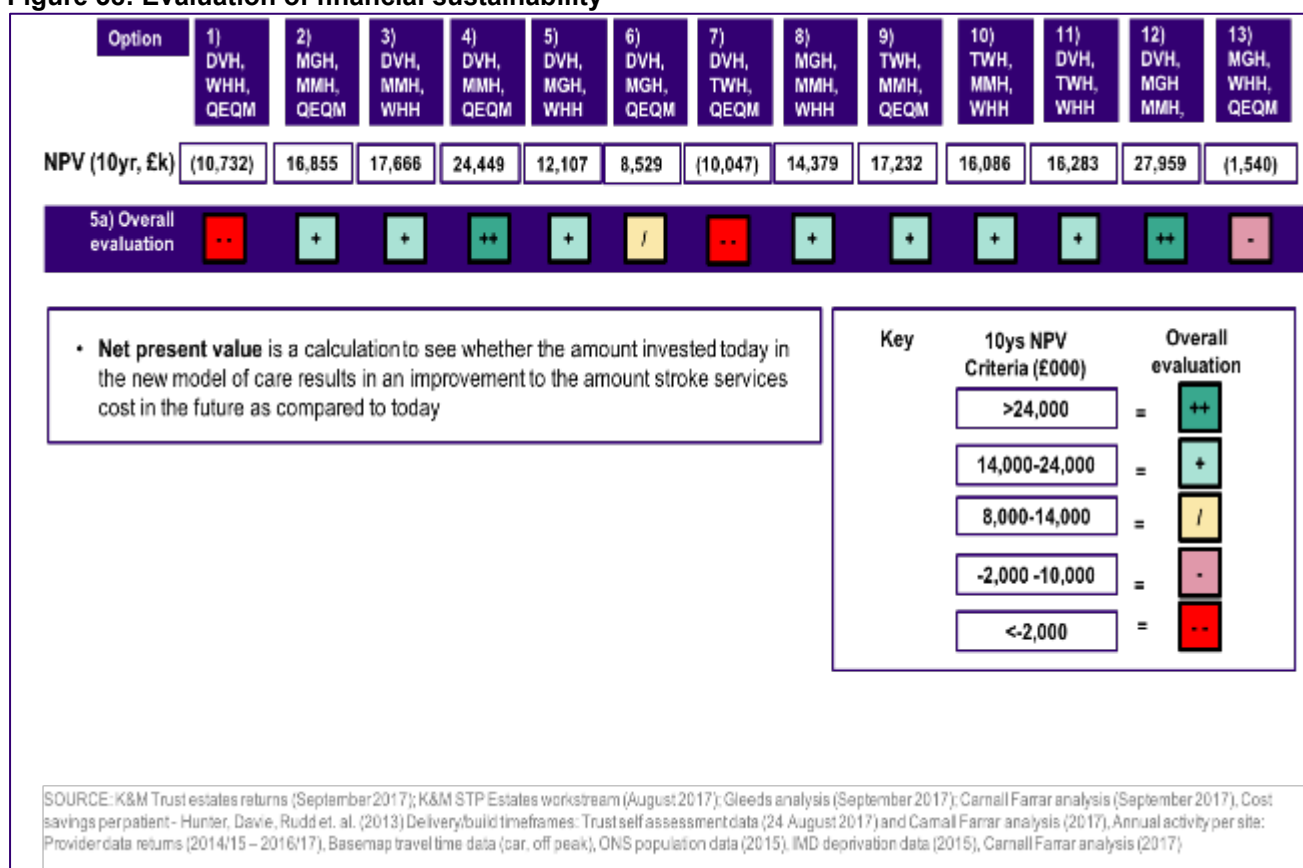 Figure 38: Evaluation of financial sustainability
Option
1) DVH, WHH, QEQM
2) MGH, MMH, QEQM
3) DVH, MMH, WHH
4) DVH, MMH, QEQM
5) DVH, MGH, WHH
6) DVH, MGH, QEQM
7) DVH, TWH, QEQM
8) MGH, MMH, WHH
9) TWH, MMH, QEQM
10) TWH, MMH, WHH
11) DVH, TWH, WHH
12) DVH, MGH MMH,
13) MGH, WHH, QEQM
NPV (10yr, £k) (10,732) 16,855 17,666 24,449 12,107 8,529 (10,047) 14,379 17,232 16,086 16,283 27,959 (1,540)
5a) Overall evaluation -- + + ++ + / -- + + + + ++ -
• Net present value is a calculation to see whether the amount invested today in
the new model of care results in an improvement to the amount stroke services
cost in the future as compared to today
Key
10ys NPV Criteria (£000)
Overall evaluation
>24,000 = ++
14,000-24,000 = +
8,000-14,000 = /
-2,000 -10,000 = -
<-2,000 = --
SOURCE: K&M Trust estates returns (September 2017); K&M STP Estates workstream (August 2017); Gleeds analysis (September 2017); Carnall Farrar analysis (September 2017), Cost
savings per patient - Hunter, Davie, Rudd et. al. (2013) Delivery/build timeframes: Trust self assessment data (24 August 2017) and Carnall Farrar analysis (2017), Annual activity per site:
Provider data returns (2014/15 – 2016/17), Basemap travel time data (car, off peak), ONS population data (2015), IMD deprivation data (2015), Carnall Farrar analysis (2017)